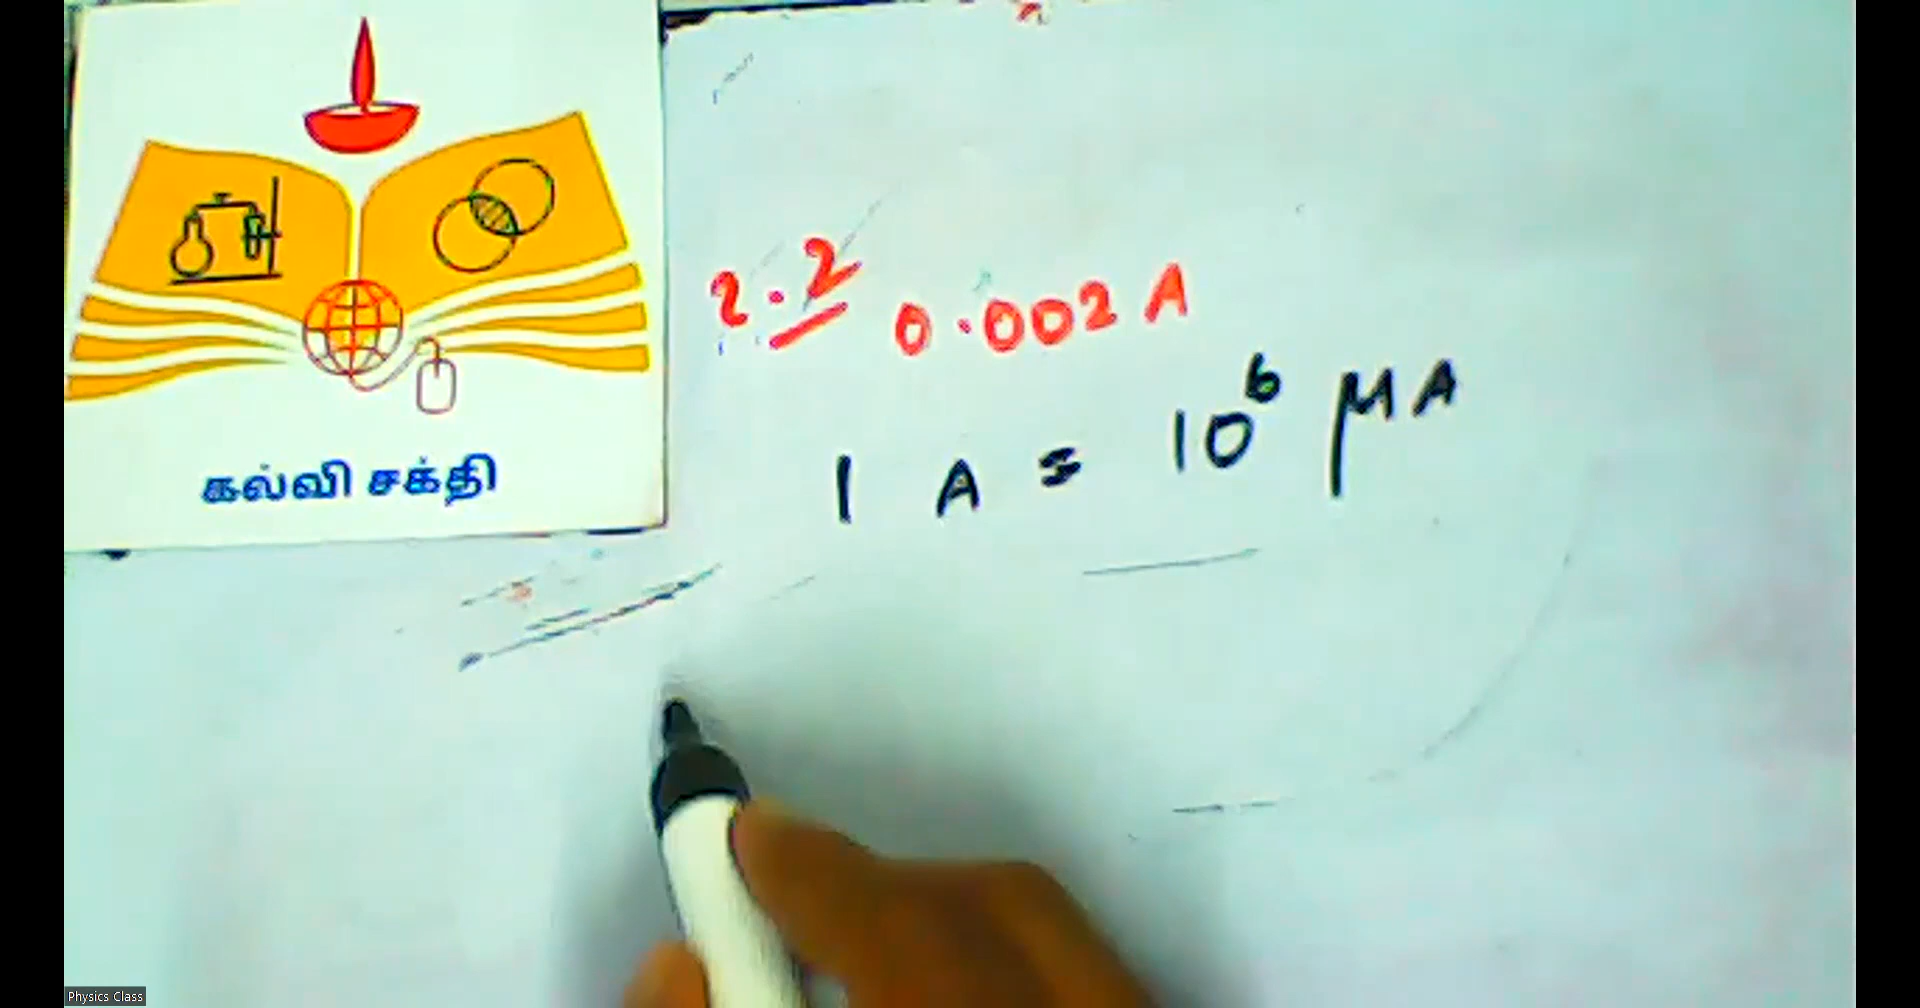 கல்வி சக்தி
2.2 0.002 A
1 A = 10⁶ μA
Physics Class